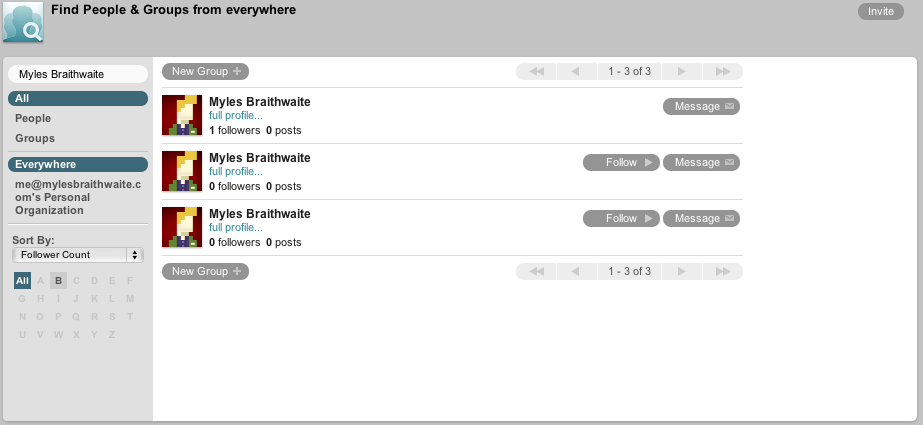 Find People & Groups from everywhere
Invite
Myles Braithwaite
All
People
Groups
Everywhere
me@mylesbraithwaite.c
om's Personal
Organization
Sort By:
Follower Count
All A B C D E F
G H I J K L M
N O P Q R S T
U V W X Y Z
New Group
1 - 3 of 3
Myles Braithwaite
full profile...
1 followers 0 posts
Message
Myles Braithwaite
full profile...
0 followers 0 posts
Follow Message
Myles Braithwaite
full profile...
0 followers 0 posts
Follow Message
New Group
1 - 3 of 3